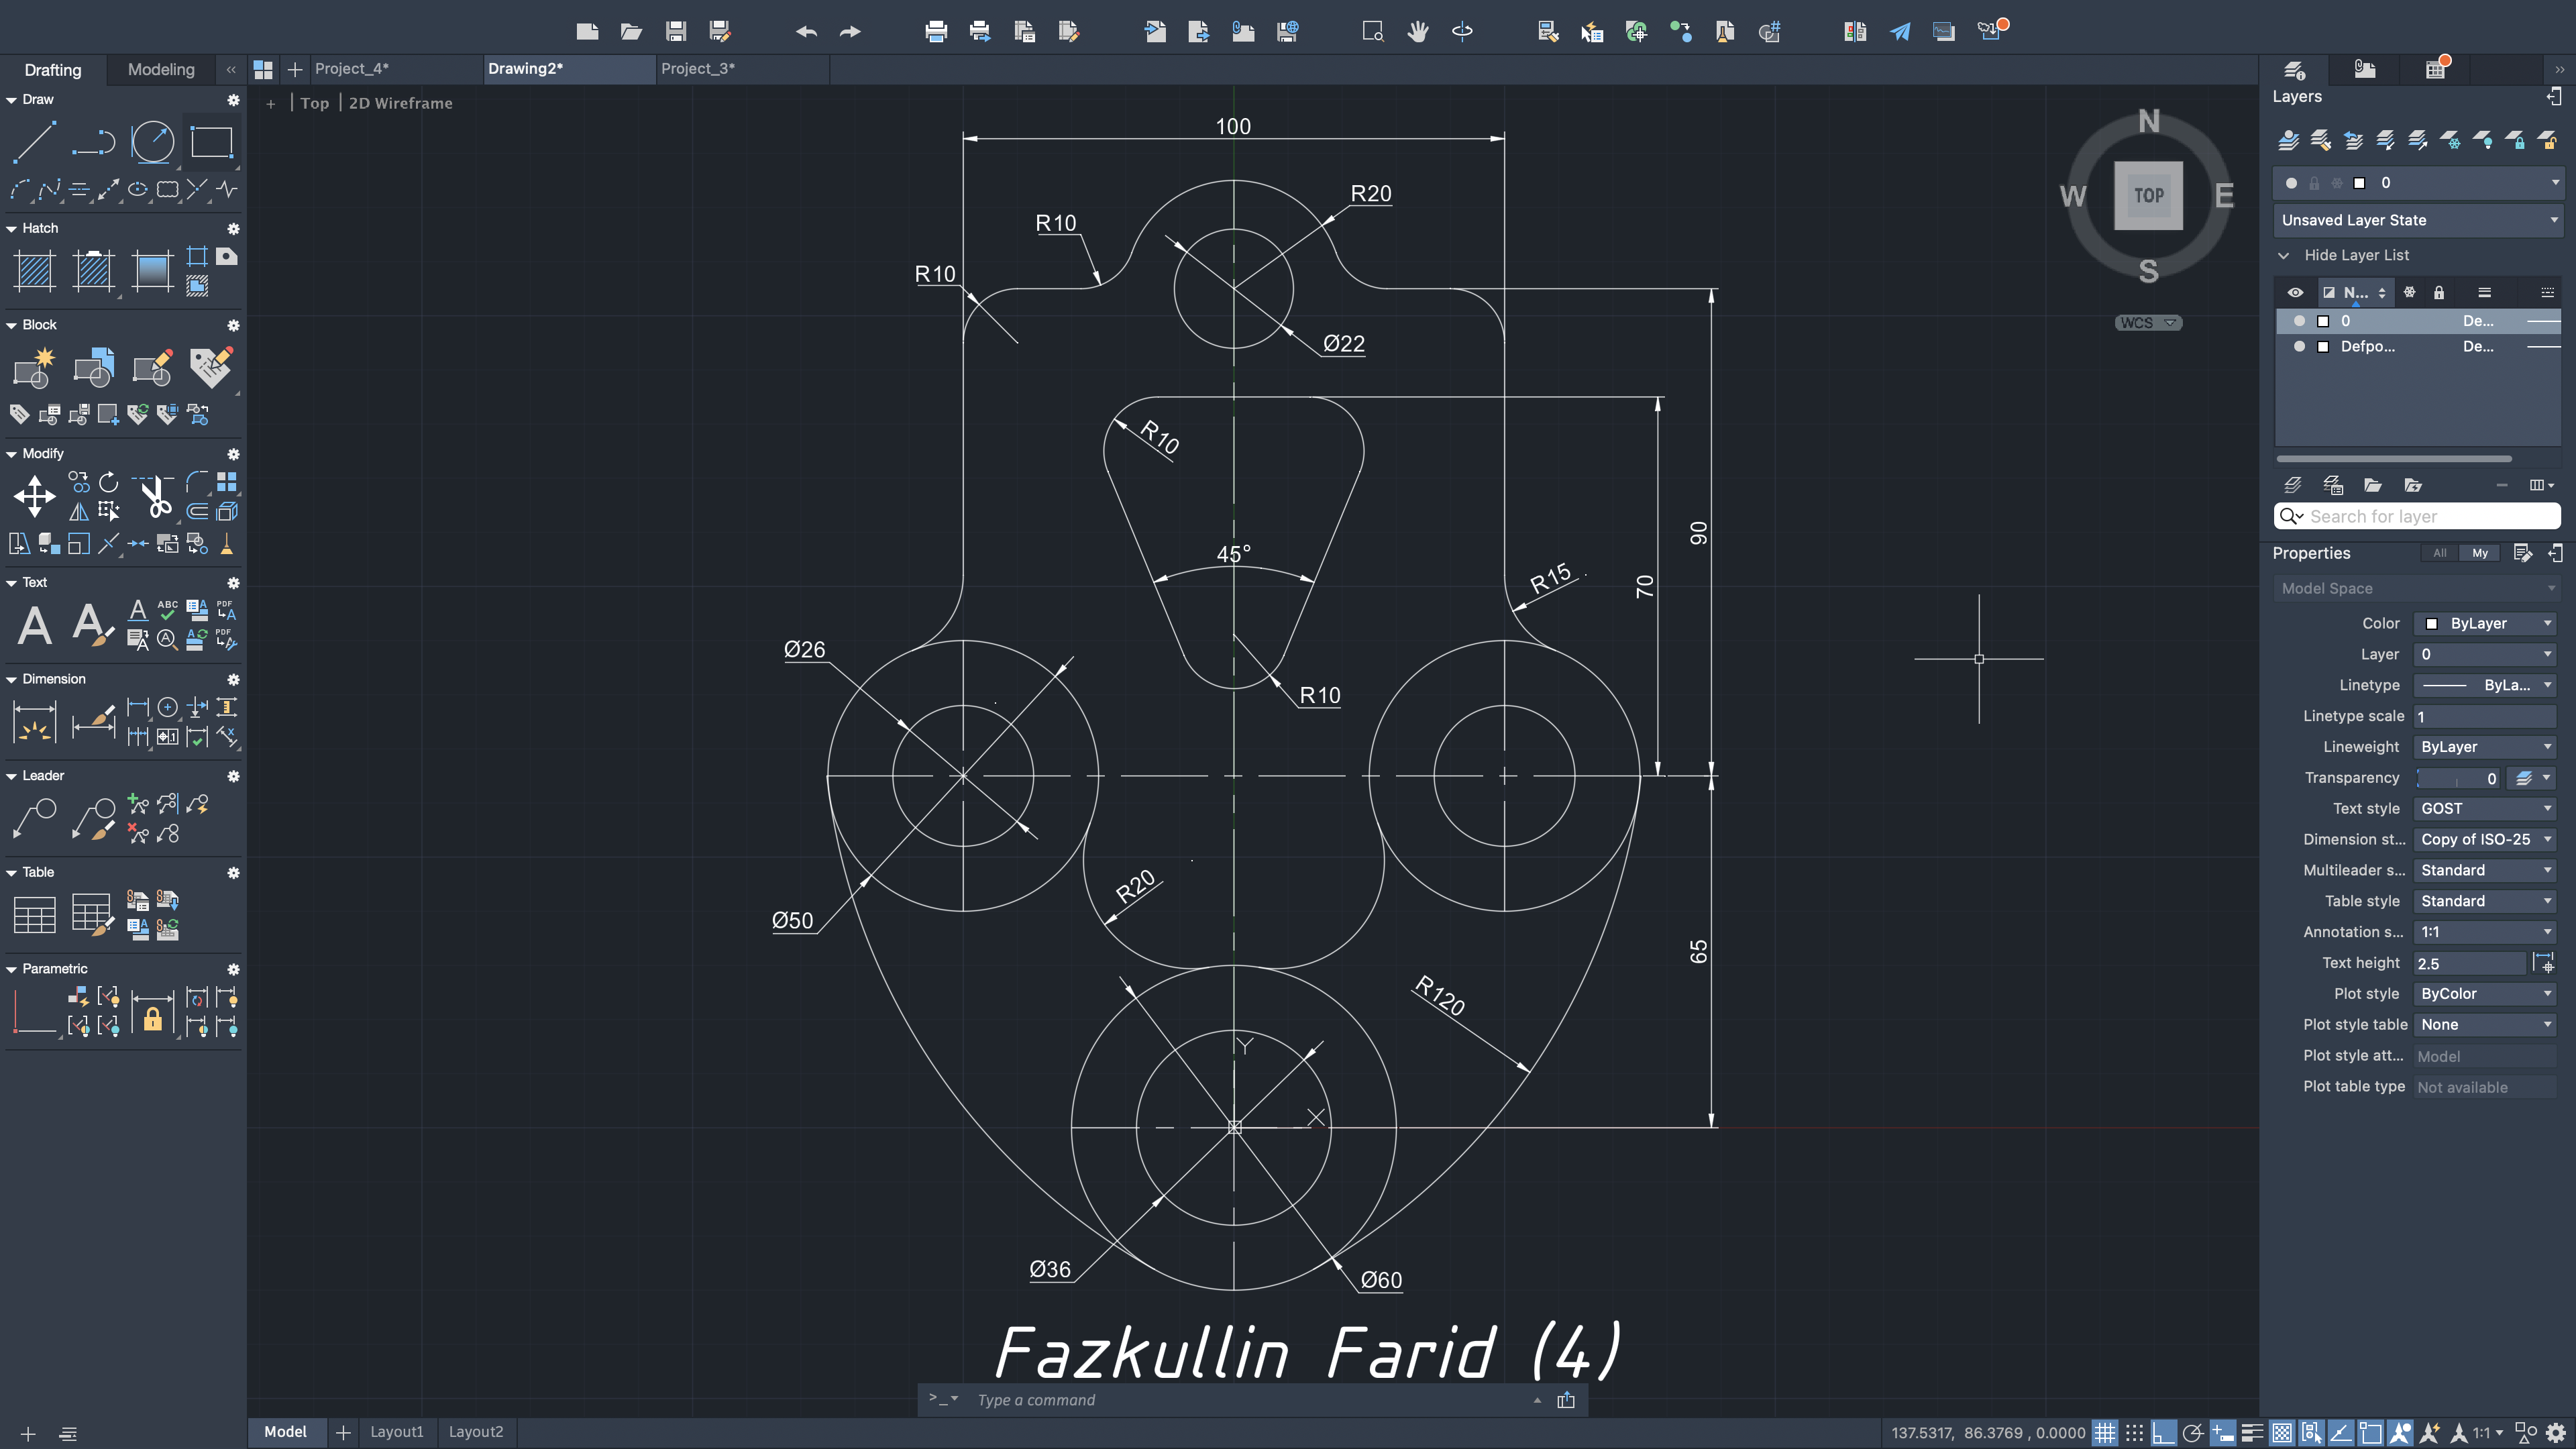 Drafting Modeling Project_4* Drawing2* Project_3*
+ Top 2D Wireframe
Draw
Hatch
Block
Modify
Text
Dimension
Leader
Table
Parametric
100
R20
R10
R10
Ø22
R10
45°
90
70
R15
Ø26
R10
R20
Ø50
65
R120
Y
X
Ø36
Ø60
Fazkullin Farid (4)
>_ Type a command
N
W TOP E
S
WCS
Layers
0
Unsaved Layer State
Hide Layer List
N...
0 De...
Defpo... De...
Search for layer
Properties All My
Model Space
Color ByLayer
Layer 0
Linetype ByLa...
Linetype scale 1
Lineweight ByLayer
Transparency 0
Text style GOST
Dimension st... Copy of ISO-25
Multileader s... Standard
Table style Standard
Annotation s... 1:1
Text height 2.5
Plot style ByColor
Plot style table None
Plot style att... Model
Plot table type Not available
Model Layout1 Layout2
137.5317, 86.3769 , 0.0000 1:1